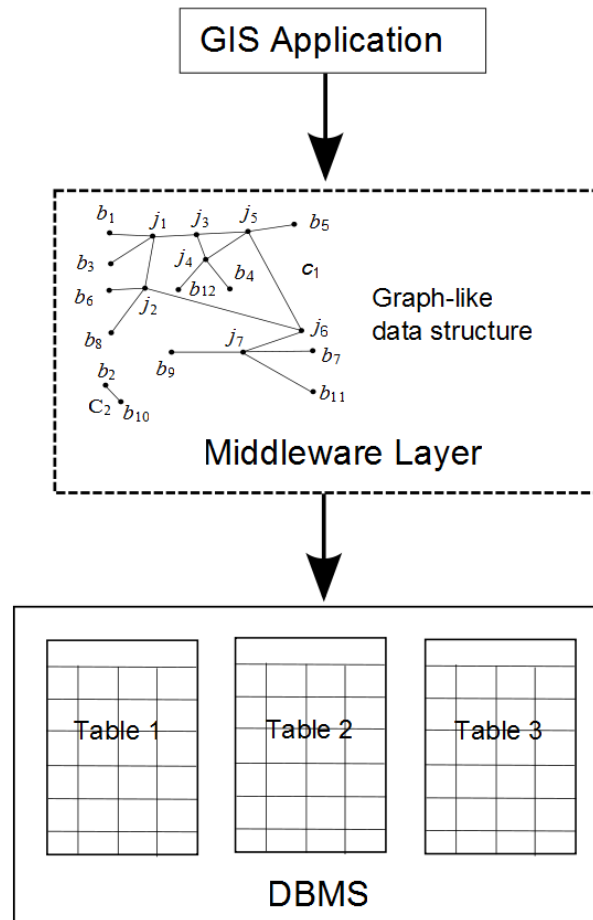 GIS Application
b1 j1 j3 j5 b5
b3 j4 b4 c1
b6 j2 b12 Graph-like
data structure
b8 j7 j6
b2 b9 b7
C2 b10 b11
Middleware Layer
Table 1 Table 2 Table 3
DBMS